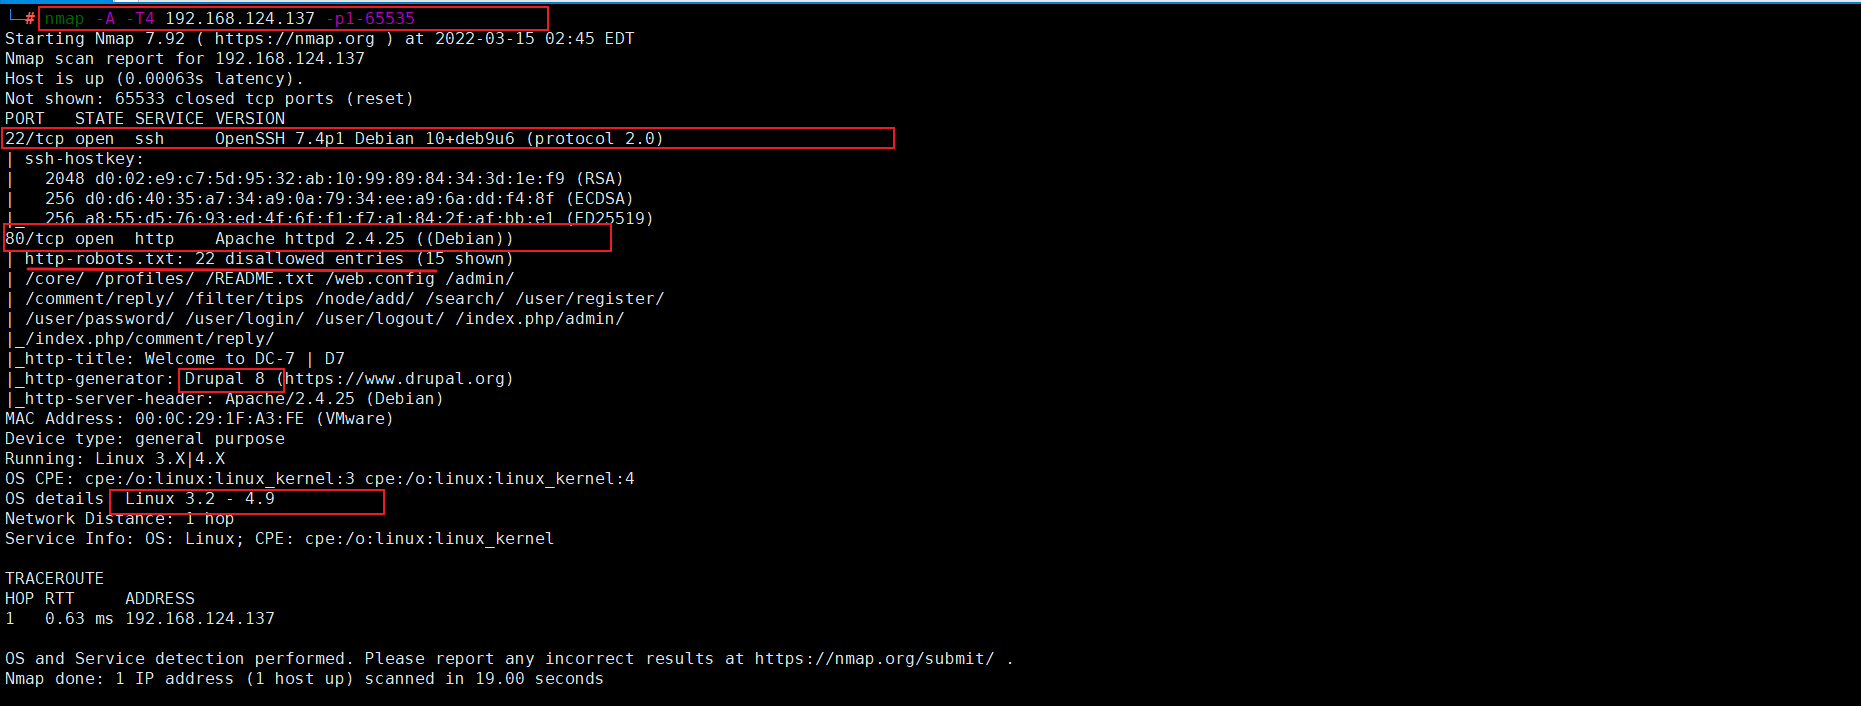 └─# nmap -A -T4 192.168.124.137 -p1-65535
Starting Nmap 7.92 ( https://nmap.org ) at 2022-03-15 02:45 EDT
Nmap scan report for 192.168.124.137
Host is up (0.00063s latency).
Not shown: 65533 closed tcp ports (reset)
PORT   STATE SERVICE VERSION
22/tcp open  ssh     OpenSSH 7.4p1 Debian 10+deb9u6 (protocol 2.0)
| ssh-hostkey:
|   2048 d0:02:e9:c7:5d:95:32:ab:10:99:89:84:34:3d:1e:f9 (RSA)
|   256 d0:d6:40:35:a7:34:a9:0a:79:34:ee:a9:6a:dd:f4:8f (ECDSA)
|_  256 a8:55:d5:76:93:ed:4f:6f:f1:f7:a1:84:2f:af:bb:e1 (ED25519)
80/tcp open  http    Apache httpd 2.4.25 ((Debian))
| http-robots.txt: 22 disallowed entries (15 shown)
| /core/ /profiles/ /README.txt /web.config /admin/
| /comment/reply/ /filter/tips /node/add/ /search/ /user/register/
| /user/password/ /user/login/ /user/logout/ /index.php/admin/
|_/index.php/comment/reply/
|_http-title: Welcome to DC-7 | D7
|_http-generator: Drupal 8 (https://www.drupal.org)
|_http-server-header: Apache/2.4.25 (Debian)
MAC Address: 00:0C:29:1F:A3:FE (VMware)
Device type: general purpose
Running: Linux 3.X|4.X
OS CPE: cpe:/o:linux:linux_kernel:3 cpe:/o:linux:linux_kernel:4
OS details  Linux 3.2 - 4.9
Network Distance: 1 hop
Service Info: OS: Linux; CPE: cpe:/o:linux:linux_kernel
TRACEROUTE
HOP RTT     ADDRESS
1   0.63 ms 192.168.124.137
OS and Service detection performed. Please report any incorrect results at https://nmap.org/submit/ .
Nmap done: 1 IP address (1 host up) scanned in 19.00 seconds